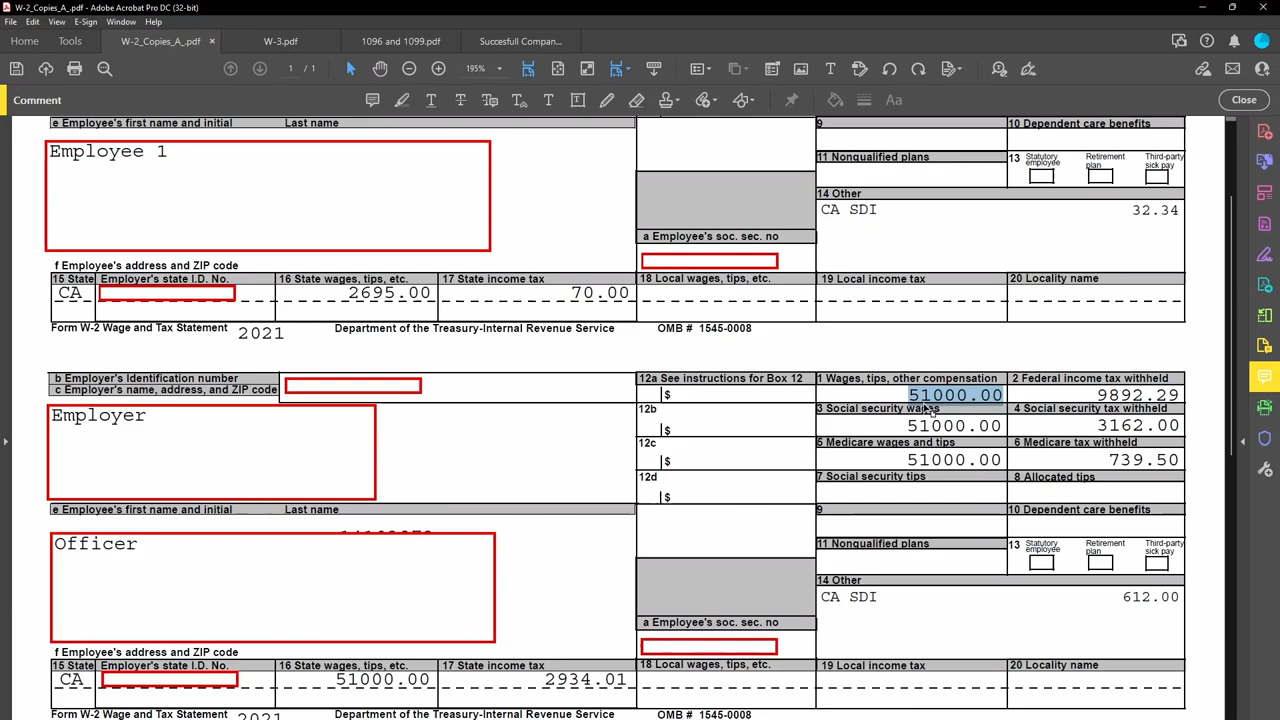 W-2_Copies_A_.pdf - Adobe Acrobat Pro DC (32-bit)
File Edit View E-Sign Window Help
Home Tools W-2_Copies_A_.pdf × W-3.pdf 1096 and 1099.pdf Succesfull Compan...
1 / 1 195%
Comment Close
e Employee's first name and initial Last name 9 10 Dependent care benefits
Employee 1
11 Nonqualified plans 13 Statutory employee Retirement plan Third-party sick pay
14 Other
CA SDI 32.34
a Employee's soc. sec. no
f Employee's address and ZIP code
15 State Employer's state I.D. No. 16 State wages, tips, etc. 17 State income tax 18 Local wages, tips, etc. 19 Local income tax 20 Locality name
CA 2695.00 70.00
Form W-2 Wage and Tax Statement 2021 Department of the Treasury-Internal Revenue Service OMB # 1545-0008
b Employer's Identification number 12a See instructions for Box 12 1 Wages, tips, other compensation 2 Federal income tax withheld
c Employer's name, address, and ZIP code $ 51000.00 9892.29
Employer 12b 3 Social security wages 4 Social security tax withheld
$ 51000.00 3162.00
12c 5 Medicare wages and tips 6 Medicare tax withheld
$ 51000.00 739.50
12d 7 Social security tips 8 Allocated tips
$
e Employee's first name and initial Last name 9 10 Dependent care benefits
Officer
11 Nonqualified plans 13 Statutory employee Retirement plan Third-party sick pay
14 Other
CA SDI 612.00
a Employee's soc. sec. no
f Employee's address and ZIP code
15 State Employer's state I.D. No. 16 State wages, tips, etc. 17 State income tax 18 Local wages, tips, etc. 19 Local income tax 20 Locality name
CA 51000.00 2934.01
Form W-2 Wage and Tax Statement 2021 Department of the Treasury-Internal Revenue Service OMB # 1545-0008